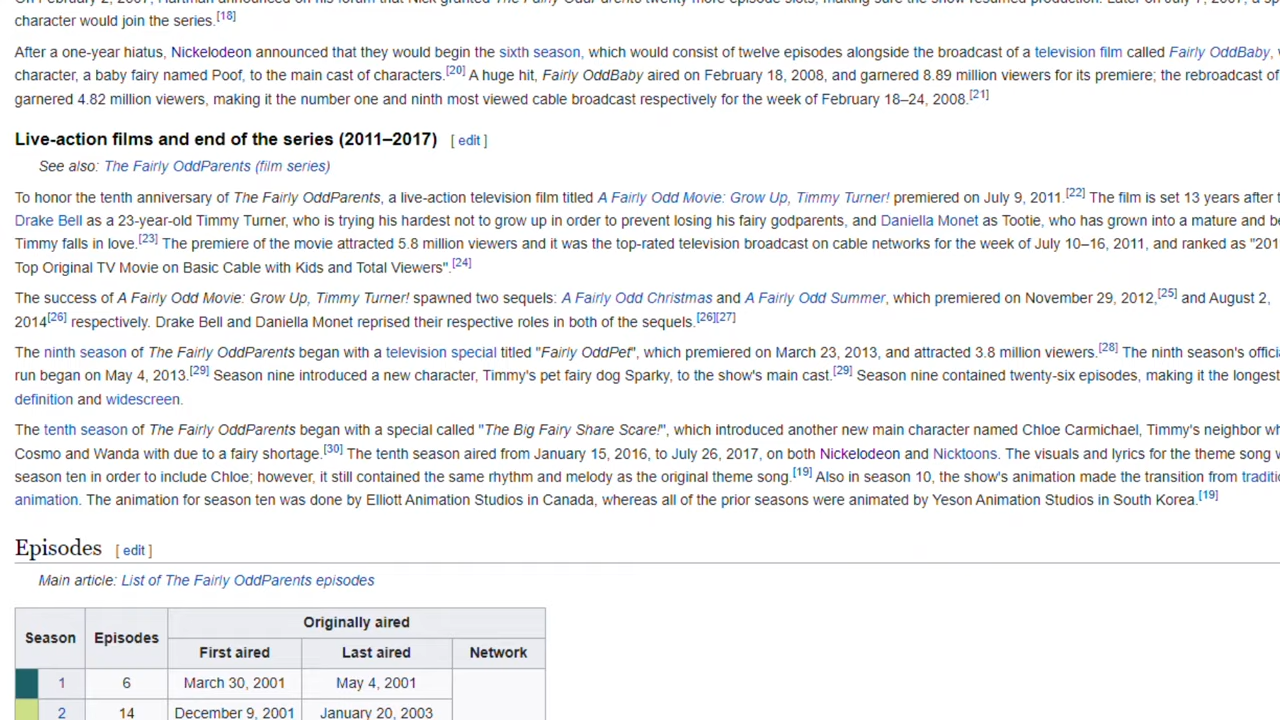 character would join the series.[18]
After a one-year hiatus, Nickelodeon announced that they would begin the sixth season, which would consist of twelve episodes alongside the broadcast of a television film called Fairly OddBaby,
character, a baby fairy named Poof, to the main cast of characters.[20] A huge hit, Fairly OddBaby aired on February 18, 2008, and garnered 8.89 million viewers for its premiere; the rebroadcast of
garnered 4.82 million viewers, making it the number one and ninth most viewed cable broadcast respectively for the week of February 18–24, 2008.[21]
Live-action films and end of the series (2011–2017) [ edit ]
See also: The Fairly OddParents (film series)
To honor the tenth anniversary of The Fairly OddParents, a live-action television film titled A Fairly Odd Movie: Grow Up, Timmy Turner! premiered on July 9, 2011.[22] The film is set 13 years after
Drake Bell as a 23-year-old Timmy Turner, who is trying his hardest not to grow up in order to prevent losing his fairy godparents, and Daniella Monet as Tootie, who has grown into a mature and
Timmy falls in love.[23] The premiere of the movie attracted 5.8 million viewers and it was the top-rated television broadcast on cable networks for the week of July 10–16, 2011, and ranked as "201
Top Original TV Movie on Basic Cable with Kids and Total Viewers".[24]
The success of A Fairly Odd Movie: Grow Up, Timmy Turner! spawned two sequels: A Fairly Odd Christmas and A Fairly Odd Summer, which premiered on November 29, 2012,[25] and August 2,
2014[26] respectively. Drake Bell and Daniella Monet reprised their respective roles in both of the sequels.[26][27]
The ninth season of The Fairly OddParents began with a television special titled "Fairly OddPet", which premiered on March 23, 2013, and attracted 3.8 million viewers.[28] The ninth season's
run began on May 4, 2013.[29] Season nine introduced a new character, Timmy's pet fairy dog Sparky, to the show's main cast.[29] Season nine contained twenty-six episodes, making it the longest
definition and widescreen.
The tenth season of The Fairly OddParents began with a special called "The Big Fairy Share Scare!", which introduced another new main character named Chloe Carmichael, Timmy's neighbor
Cosmo and Wanda with due to a fairy shortage.[30] The tenth season aired from January 15, 2016, to July 26, 2017, on both Nickelodeon and Nicktoons. The visuals and lyrics for the theme song
season ten in order to include Chloe; however, it still contained the same rhythm and melody as the original theme song.[19] Also in season 10, the show's animation made the transition from
animation. The animation for season ten was done by Elliott Animation Studios in Canada, whereas all of the prior seasons were animated by Yeson Animation Studios in South Korea.[19]
Episodes [ edit ]
Main article: List of The Fairly OddParents episodes
Season Episodes Originally aired
First aired Last aired Network
1 6 March 30, 2001 May 4, 2001
2 14 December 9, 2001 January 20, 2003